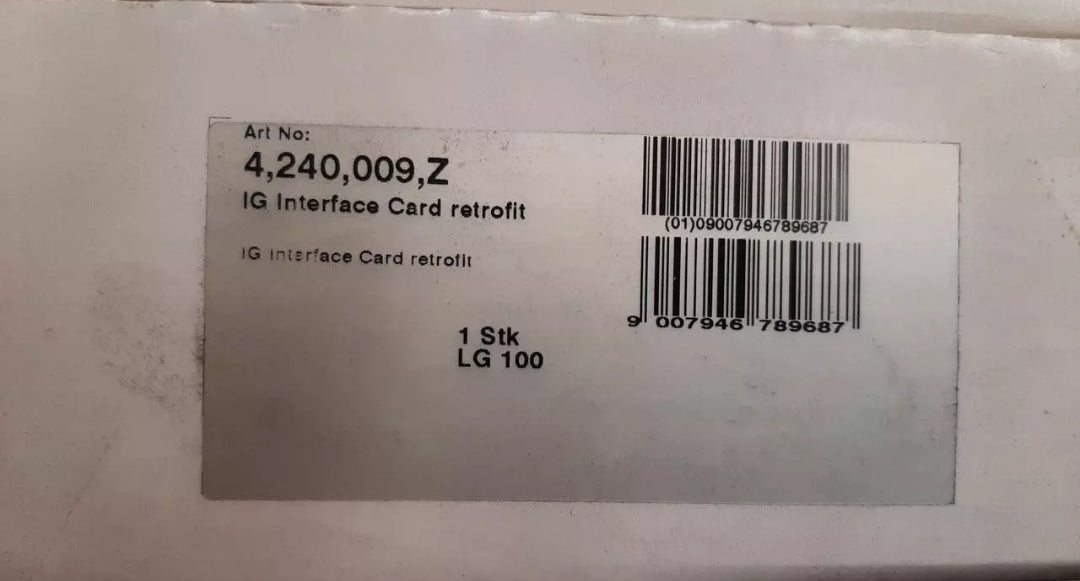 Art No:
4,240,009,Z
IG Interface Card retrofit
IG Interface Card retrofit
1 Stk
LG 100
(01)09007946789687
9 007946 789687